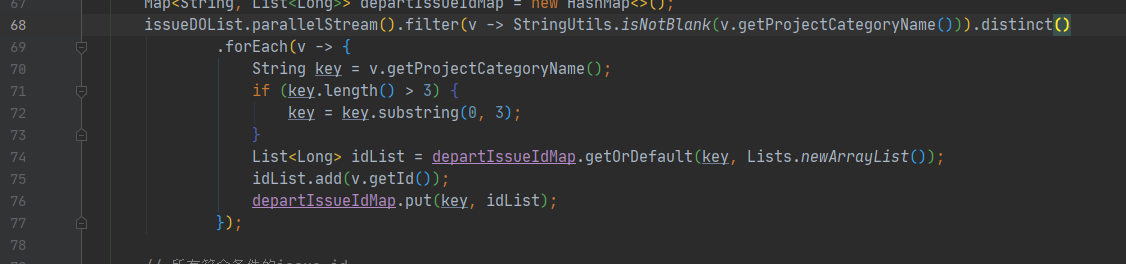 67 Map<String, List<Long>> departIssueIdMap = new HashMap<>();
68 issueDOList.parallelStream().filter(v -> StringUtils.isNotBlank(v.getProjectCategoryName())).distinct()
69 .forEach(v -> {
70 String key = v.getProjectCategoryName();
71 if (key.length() > 3) {
72 key = key.substring(0, 3);
73 }
74 List<Long> idList = departIssueIdMap.getOrDefault(key, Lists.newArrayList());
75 idList.add(v.getId());
76 departIssueIdMap.put(key, idList);
77 });
78
79 // 所有符合条件的issue id